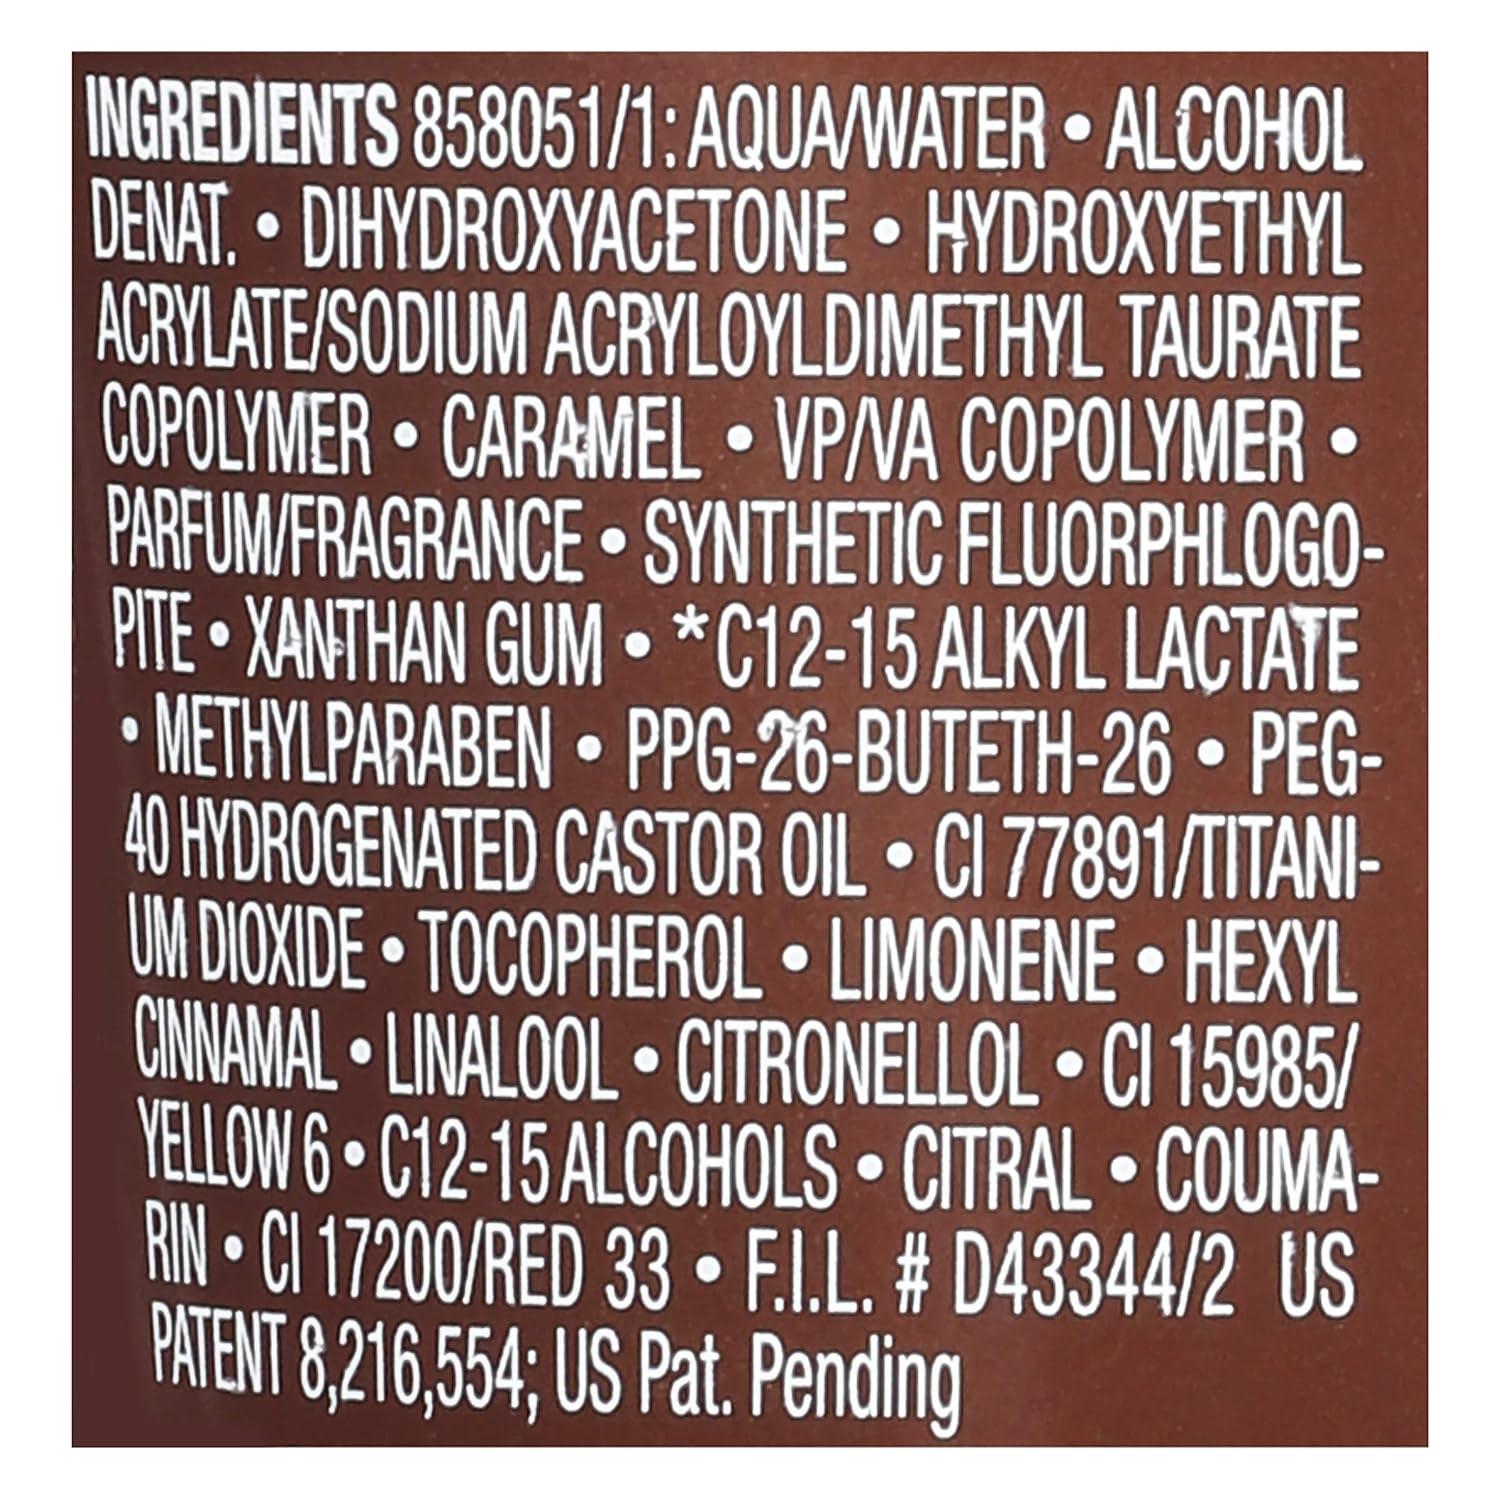 INGREDIENTS 858051/1: AQUA/WATER • ALCOHOL
DENAT. • DIHYDROXYACETONE • HYDROXYETHYL
ACRYLATE/SODIUM ACRYLOYLDIMETHYL TAURATE
COPOLYMER • CARAMEL • VP/VA COPOLYMER •
PARFUM/FRAGRANCE • SYNTHETIC FLUORPHLOGO-
PITE • XANTHAN GUM • *C12-15 ALKYL LACTATE
• METHYLPARABEN • PPG-26-BUTETH-26 • PEG-
40 HYDROGENATED CASTOR OIL • CI 77891/TITANI-
UM DIOXIDE • TOCOPHEROL • LIMONENE • HEXYL
CINNAMAL • LINALOOL • CITRONELLOL • CI 15985/
YELLOW 6 • C12-15 ALCOHOLS • CITRAL • COUMA-
RIN • CI 17200/RED 33 • F.I.L. # D43344/2 US
PATENT 8,216,554; US Pat. Pending